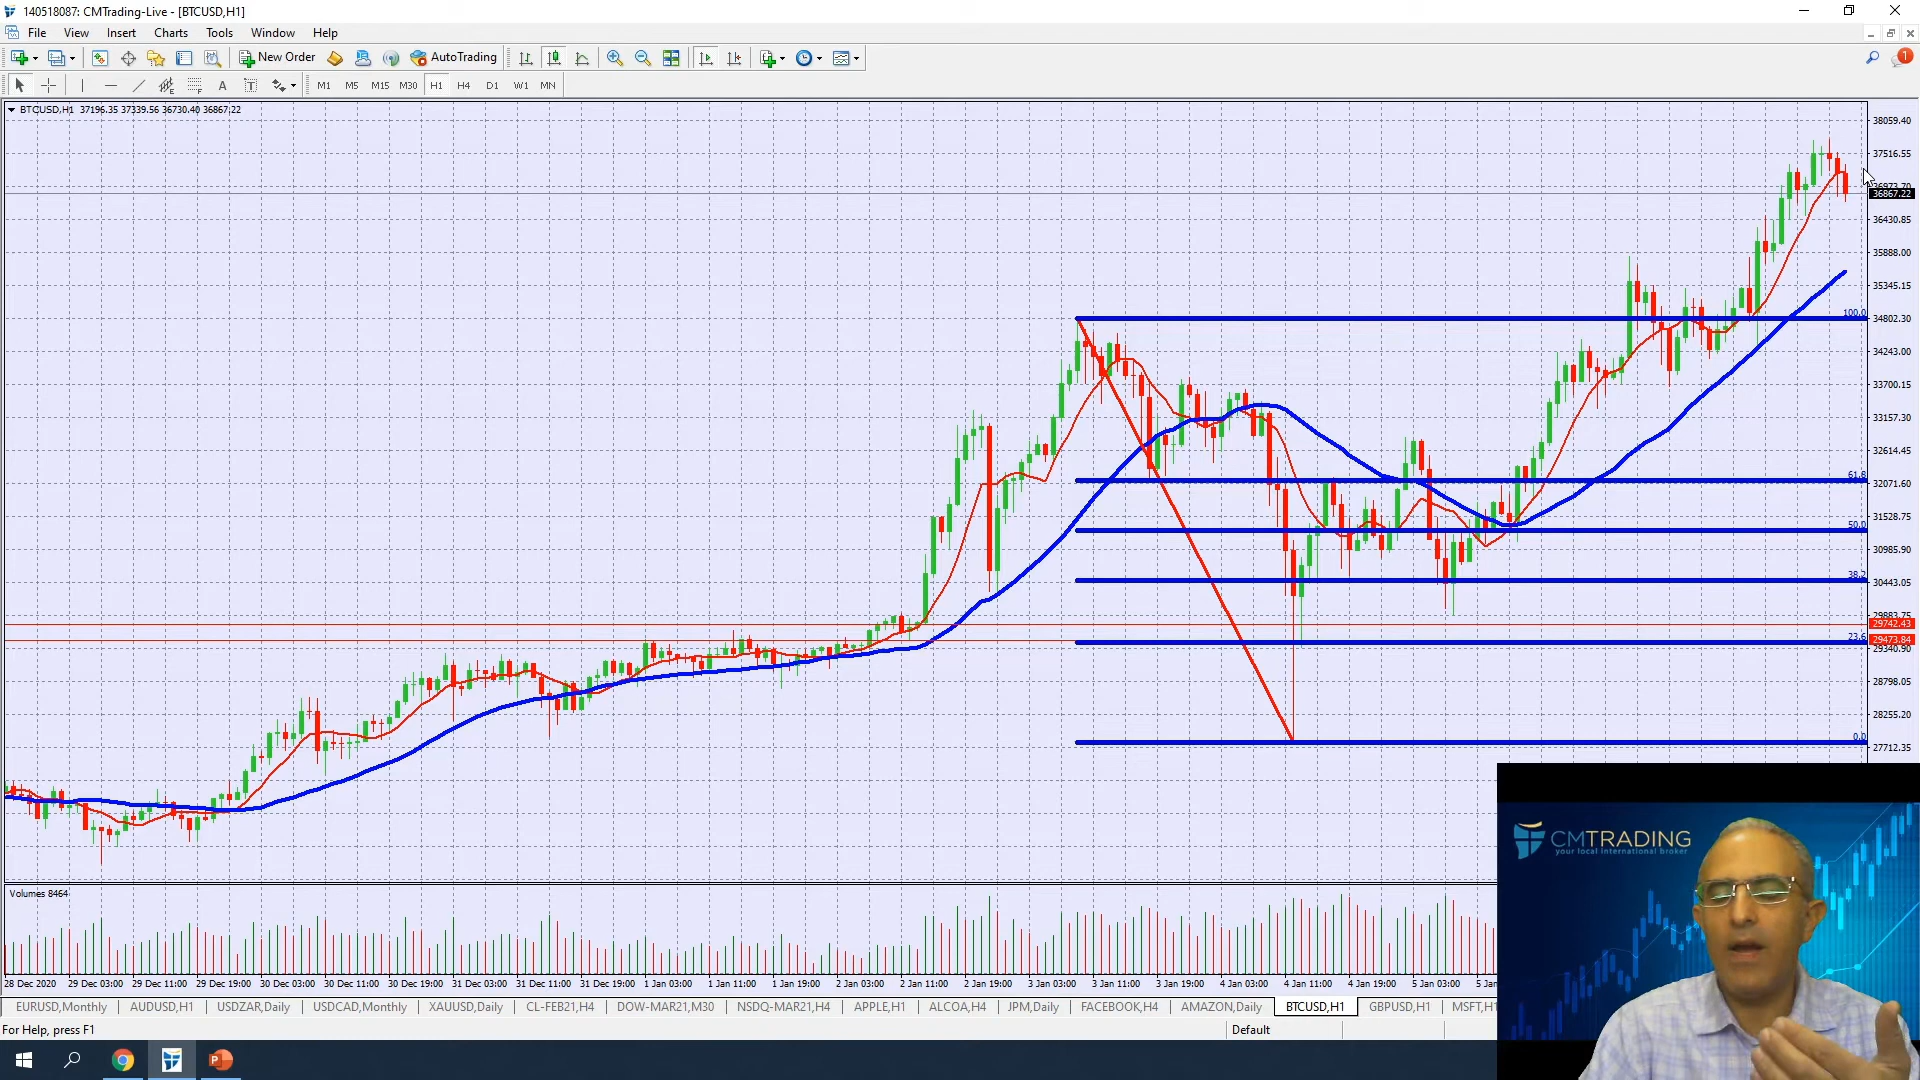 140518087: CMTrading-Live - [BTCUSD,H1]
File View Insert Charts Tools Window Help
New Order AutoTrading
A T M1 M5 M15 M30 H1 H4 D1 W1 MN
BTCUSD,H1 37196.35 37339.56 36730.40 36867.22
38059.40
37516.55
36973.70
36867.22
36430.85
35888.00
35345.15
100.0
34802.30
34243.00
33700.15
33157.30
32614.45
61.8
32071.60
31528.75
50.0
30985.90
38.2
30443.05
29883.75
29742.43
23.6
29473.84
29340.90
28798.05
28255.20
0.0
27712.35
CMTRADING
your local international broker
Volumes 8464
28 Dec 2020 29 Dec 03:00 29 Dec 11:00 29 Dec 19:00 30 Dec 03:00 30 Dec 11:00 30 Dec 19:00 31 Dec 03:00 31 Dec 11:00 31 Dec 19:00 1 Jan 03:00 1 Jan 11:00 1 Jan 19:00 2 Jan 03:00 2 Jan 11:00 2 Jan 19:00 3 Jan 03:00 3 Jan 11:00 3 Jan 19:00 4 Jan 03:00 4 Jan 11:00 4 Jan 19:00 5 Jan 03:00
EURUSD,Monthly AUDUSD,H1 USDZAR,Daily USDCAD,Monthly XAUUSD,Daily CL-FEB21,H4 DOW-MAR21,M30 NSDQ-MAR21,H4 APPLE,H1 ALCOA,H4 JPM,Daily FACEBOOK,H4 AMAZON,Daily BTCUSD,H1 GBPUSD,H1 MSFT,H1
For Help, press F1
Default